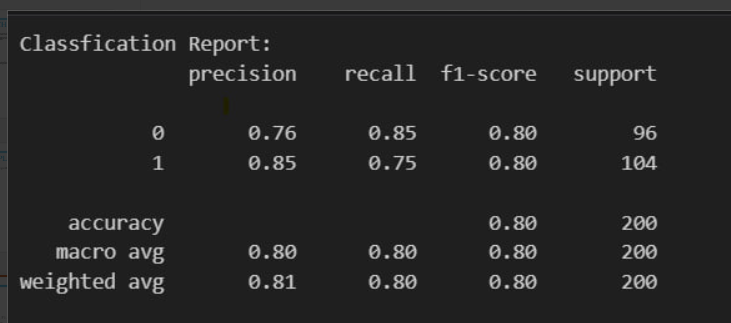 Classfication Report:
precision recall f1-score support
0 0.76 0.85 0.80 96
1 0.85 0.75 0.80 104
accuracy 0.80 200
macro avg 0.80 0.80 0.80 200
weighted avg 0.81 0.80 0.80 200